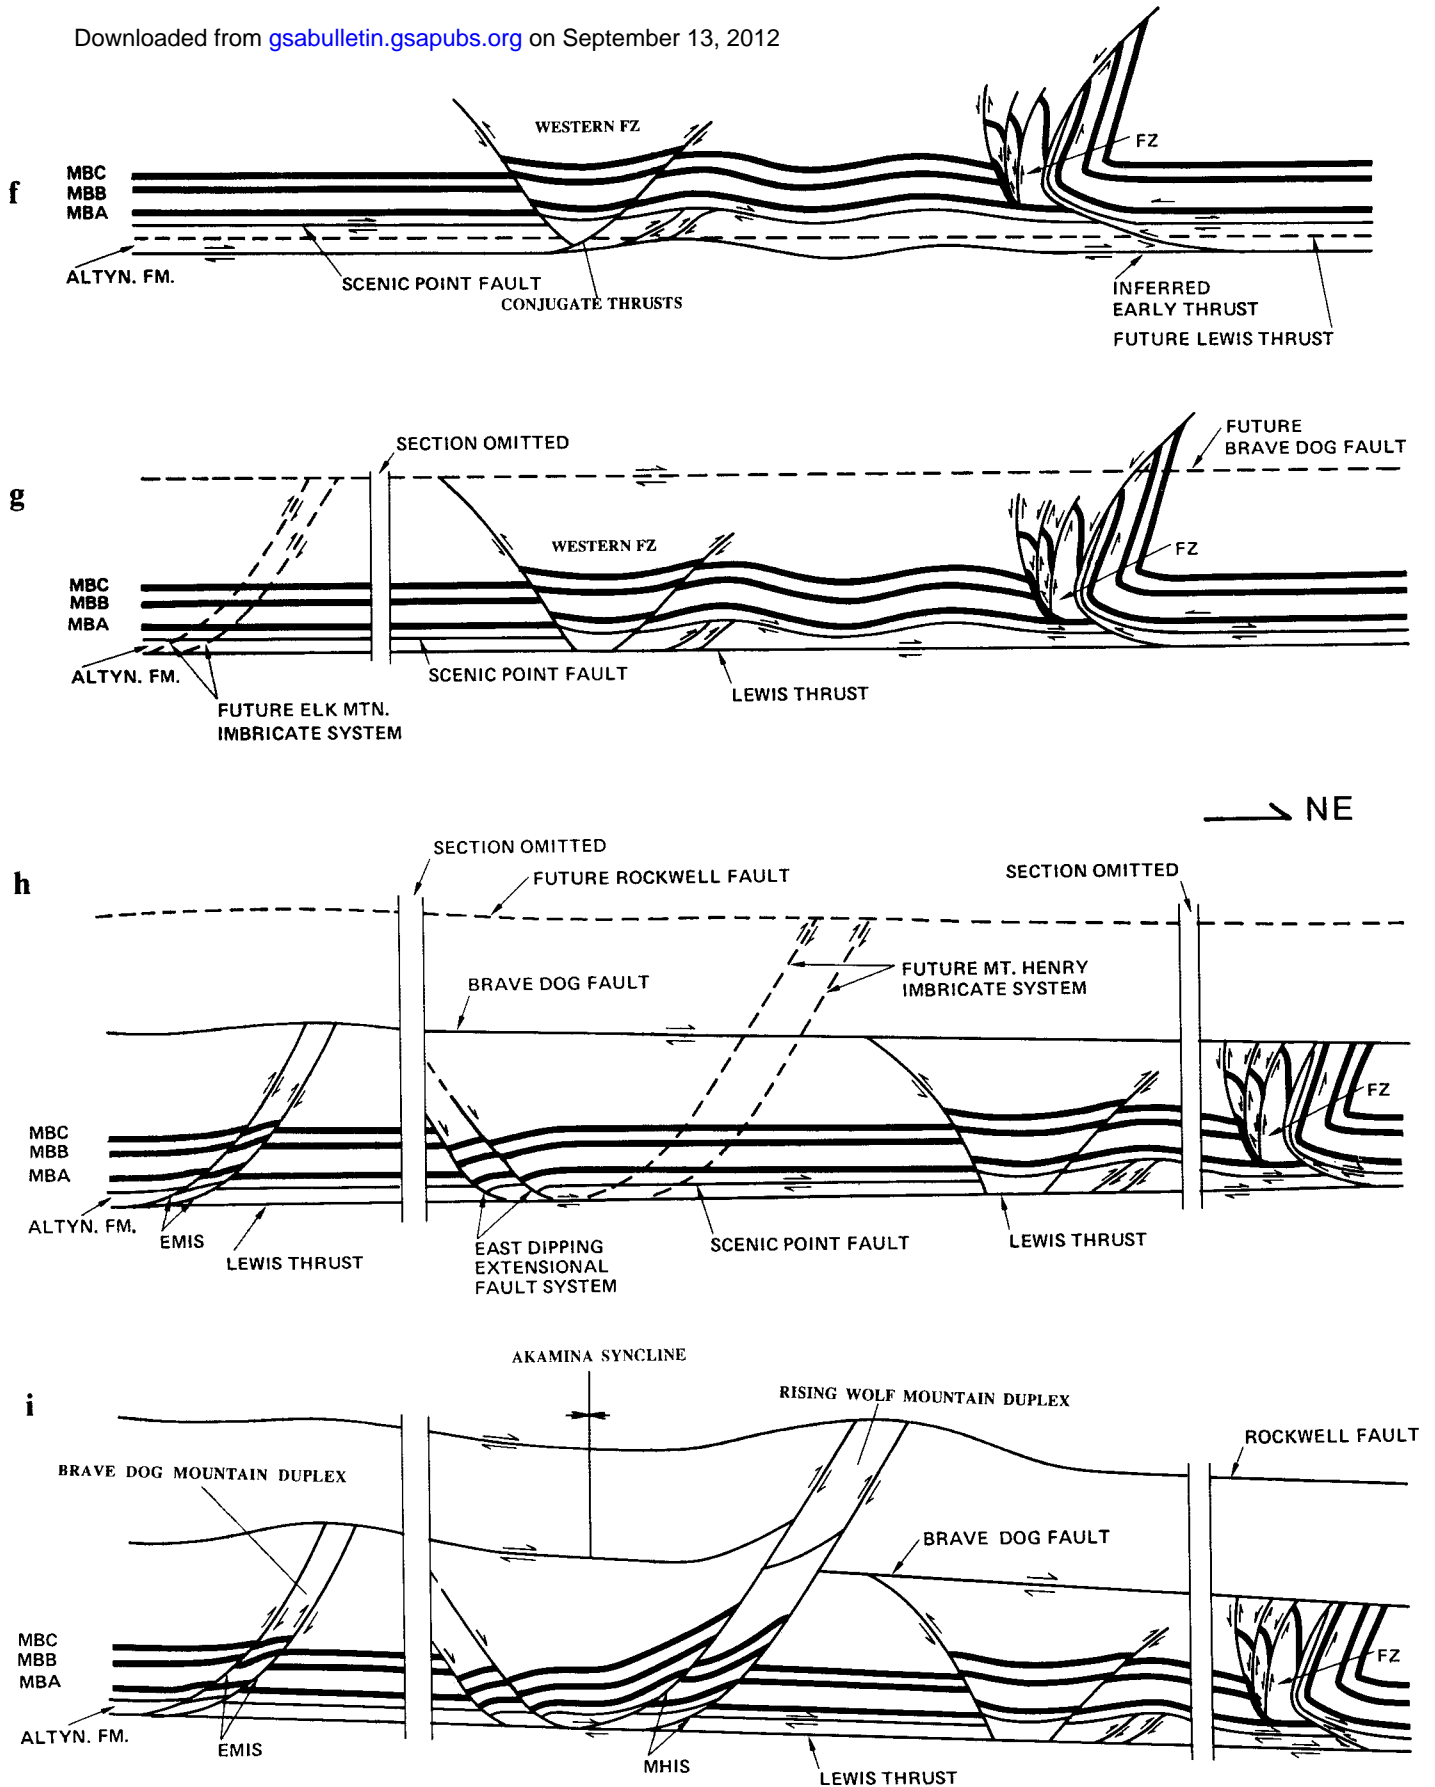 Downloaded from gsabulletin.gsapubs.org on September 13, 2012
f
WESTERN FZ
FZ
MBC
MBB
MBA
ALTYN. FM.
SCENIC POINT FAULT
CONJUGATE THRUSTS
INFERRED
EARLY THRUST
FUTURE LEWIS THRUST
g
SECTION OMITTED
FUTURE
BRAVE DOG FAULT
WESTERN FZ
FZ
MBC
MBB
MBA
ALTYN. FM.
SCENIC POINT FAULT
LEWIS THRUST
FUTURE ELK MTN.
IMBRICATE SYSTEM
NE
h
SECTION OMITTED
FUTURE ROCKWELL FAULT
SECTION OMITTED
BRAVE DOG FAULT
FUTURE MT. HENRY
IMBRICATE SYSTEM
FZ
MBC
MBB
MBA
ALTYN. FM.
EMIS
LEWIS THRUST
EAST DIPPING
EXTENSIONAL
FAULT SYSTEM
SCENIC POINT FAULT
LEWIS THRUST
i
AKAMINA SYNCLINE
RISING WOLF MOUNTAIN DUPLEX
ROCKWELL FAULT
BRAVE DOG MOUNTAIN DUPLEX
BRAVE DOG FAULT
FZ
MBC
MBB
MBA
ALTYN. FM.
EMIS
MHIS
LEWIS THRUST